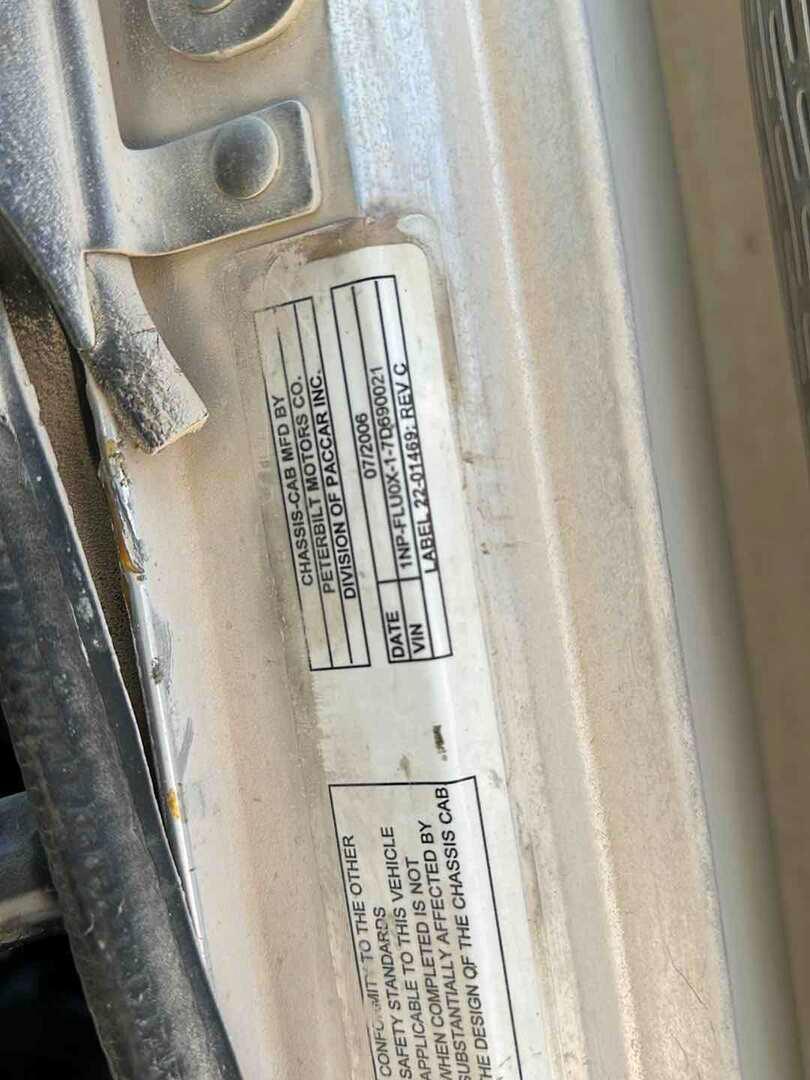 CHASSIS-CAB MFD BY
PETERBILT MOTORS CO.
DIVISION OF PACCAR INC.
DATE 07/2006
VIN 1NP-FLU0X-1-7D690021
LABEL 22-01469: REV C
TO THE OTHER
SAFETY STANDARDS
APPLICABLE TO THIS VEHICLE
WHEN COMPLETED IS NOT
SUBSTANTIALLY AFFECTED BY
THE DESIGN OF THE CHASSIS CAB